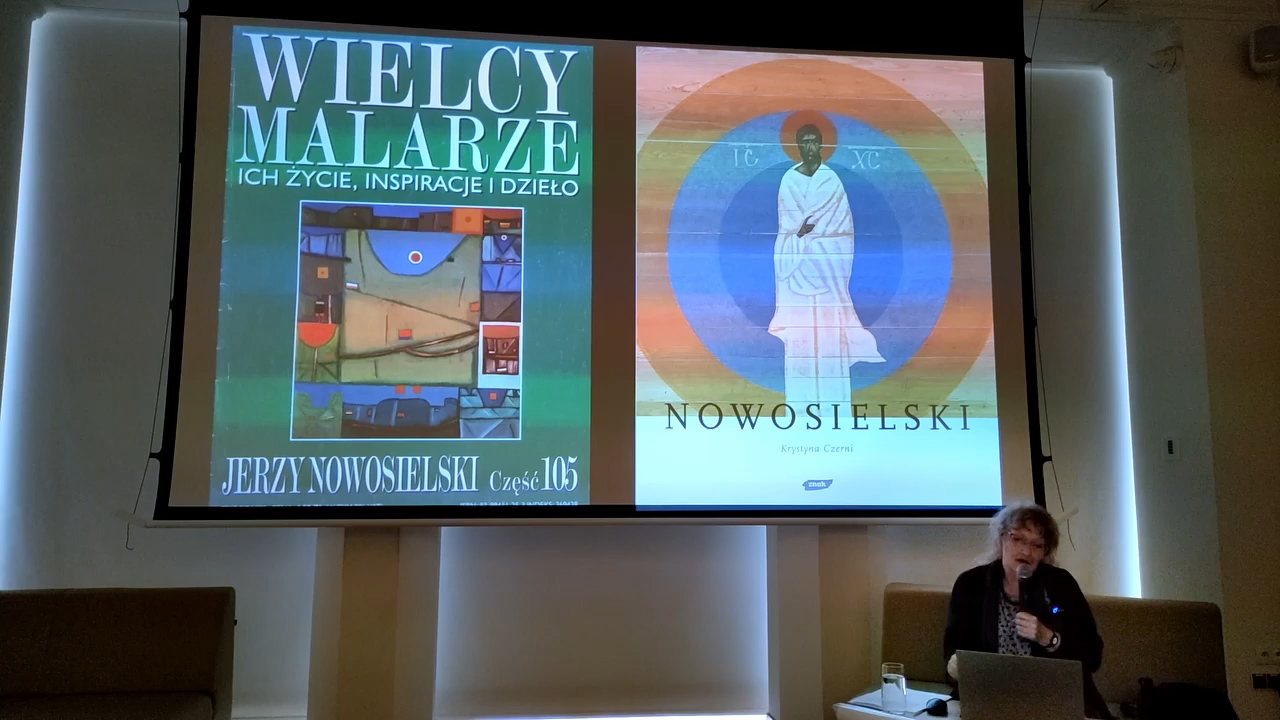 WIELCY
MALARZE
ICH ŻYCIE, INSPIRACJE I DZIEŁO
JERZY NOWOSIELSKI Część 105
IC XC
NOWOSIELSKI
Krystyna Czerni
znak